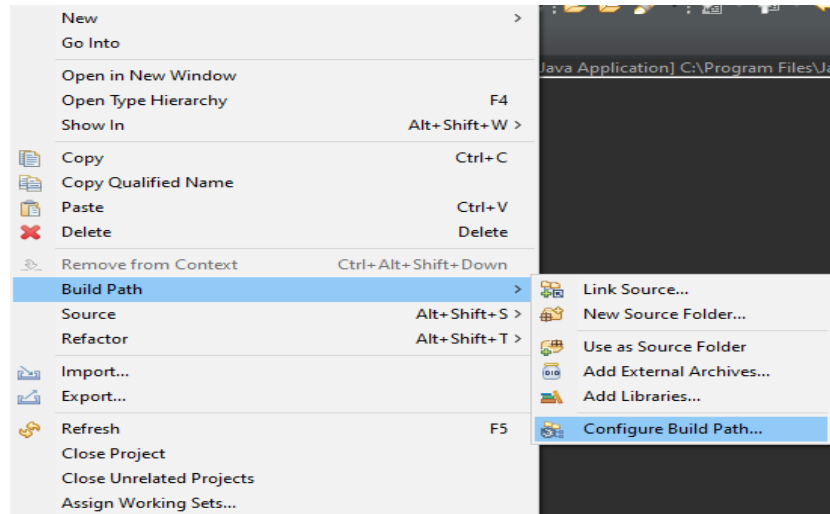 New >
Go Into
Java Application] C:\Program Files\Ja
Open in New Window
Open Type Hierarchy F4
Show In Alt+Shift+W >
Copy Ctrl+C
Copy Qualified Name
Paste Ctrl+V
Delete Delete
Remove from Context Ctrl+Alt+Shift+Down
Build Path >
Source Alt+Shift+S >
Refactor Alt+Shift+T >
Import...
Export...
Refresh F5
Close Project
Close Unrelated Projects
Assign Working Sets...
Link Source...
New Source Folder...
Use as Source Folder
010
Add External Archives...
Add Libraries...
Configure Build Path...